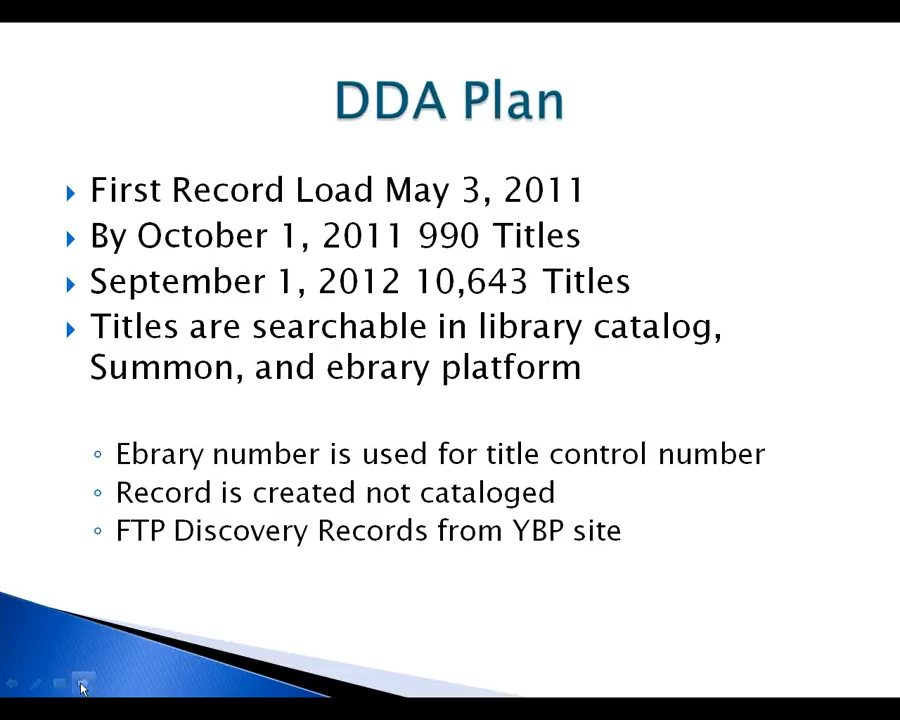 DDA Plan
First Record Load May 3, 2011
By October 1, 2011 990 Titles
September 1, 2012 10,643 Titles
Titles are searchable in library catalog,
Summon, and ebrary platform
Ebrary number is used for title control number
Record is created not cataloged
FTP Discovery Records from YBP site